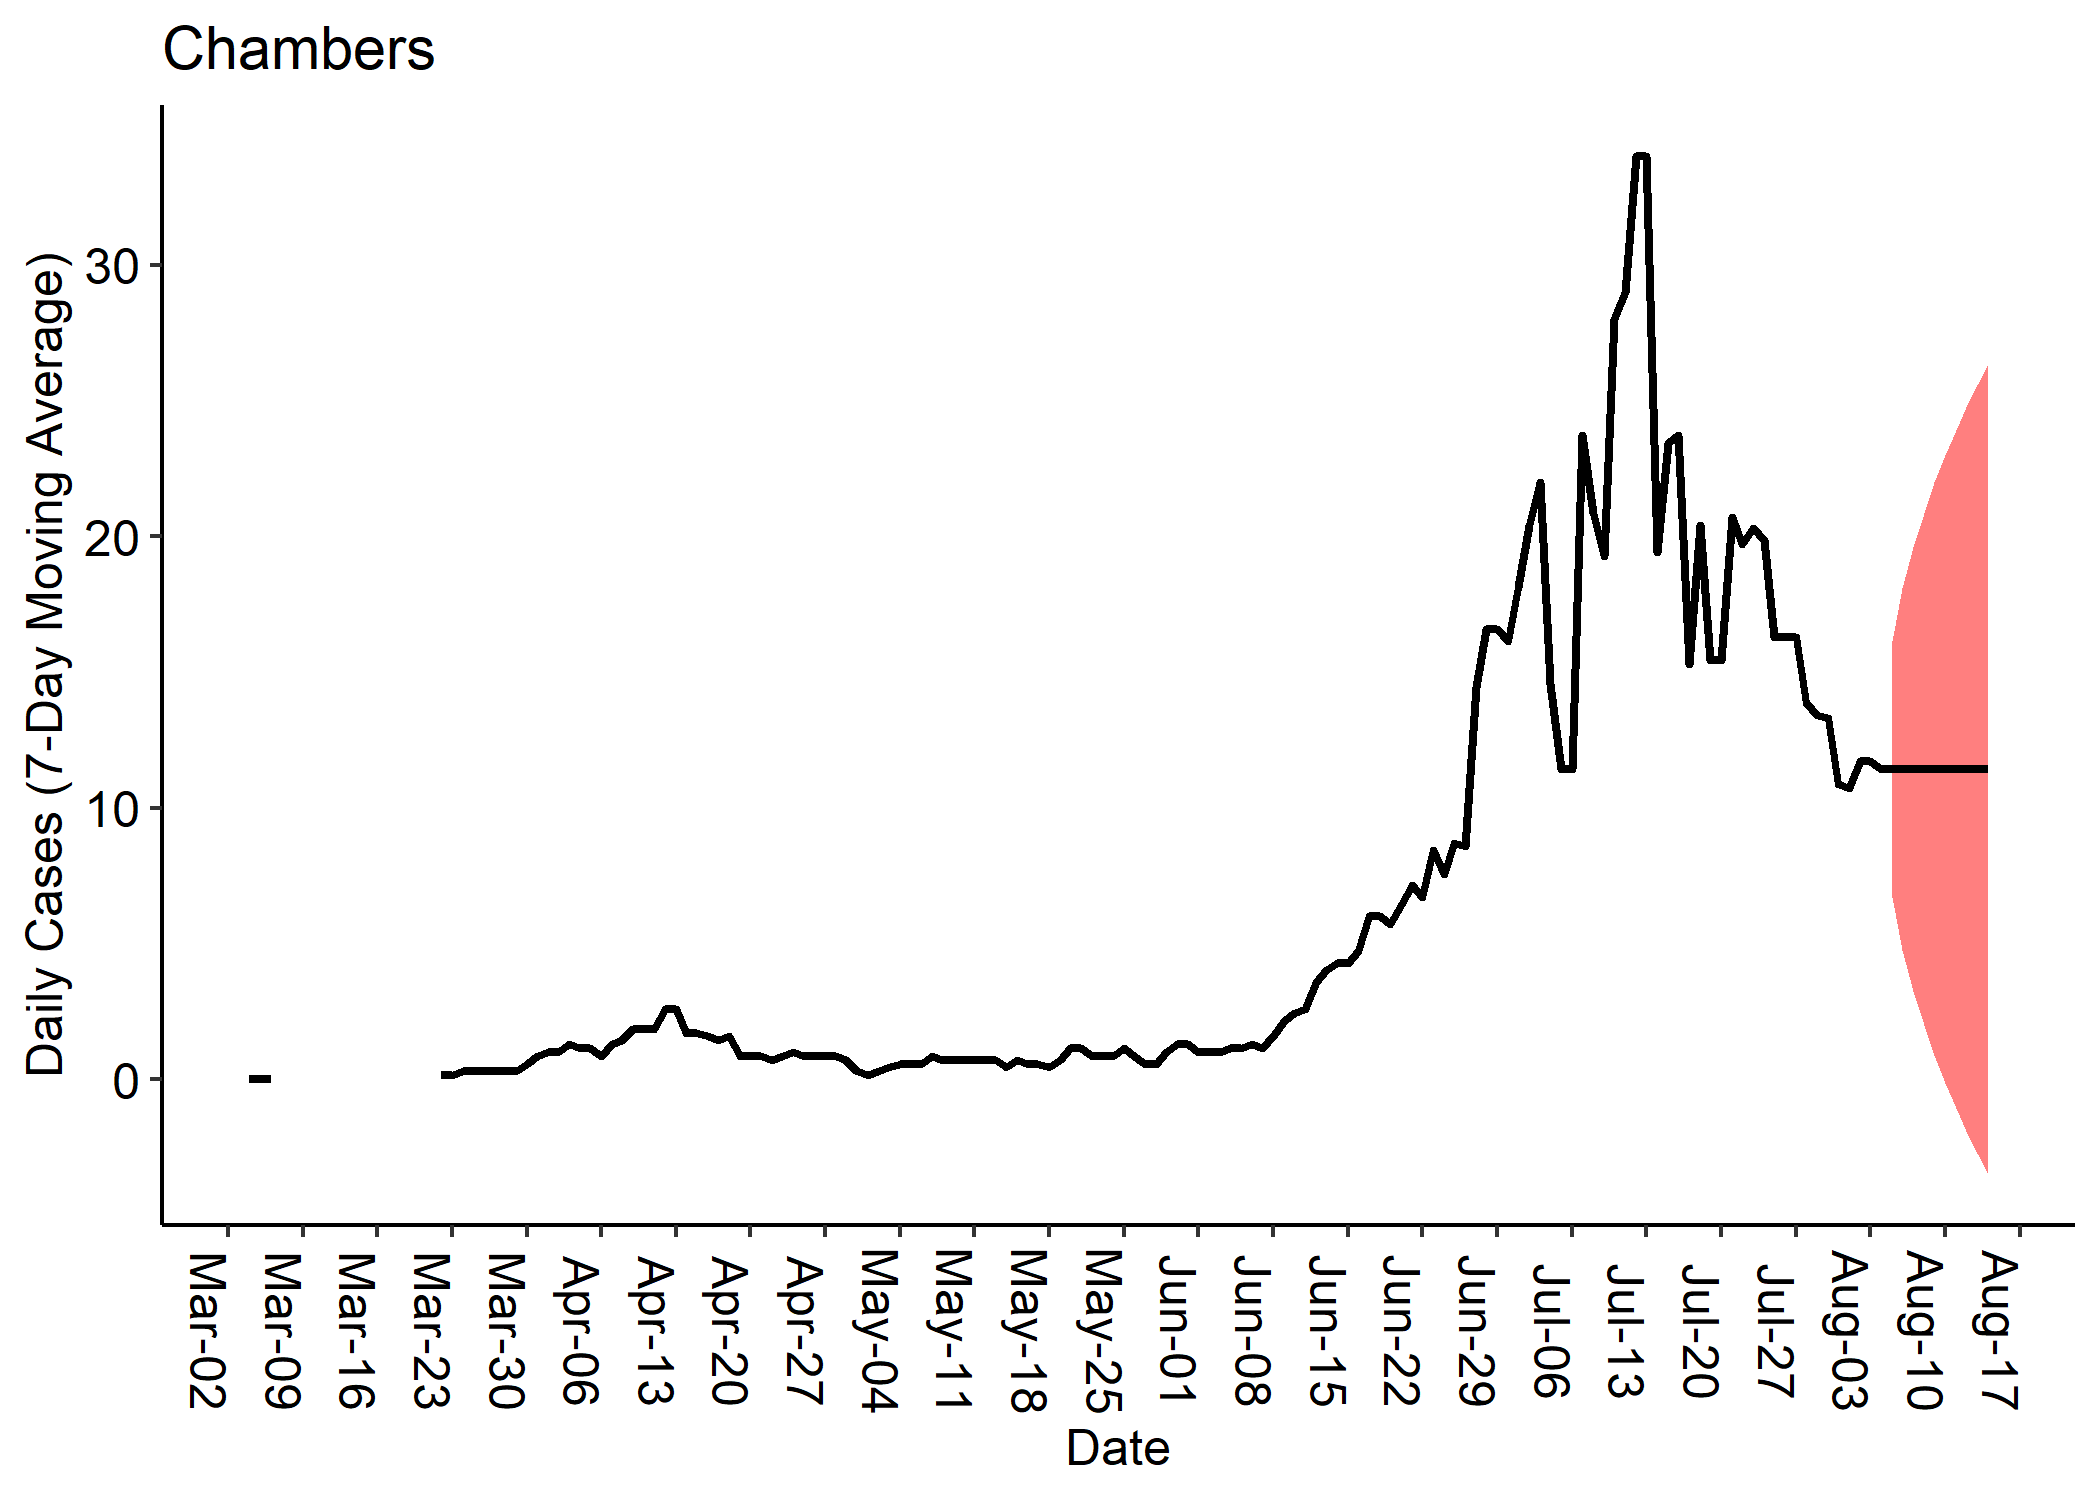 Chambers
Daily Cases (7-Day Moving Average)
30
20
10
0
Mar-02
Mar-09
Mar-16
Mar-23
Mar-30
Apr-06
Apr-13
Apr-20
Apr-27
May-04
May-11
May-18
May-25
Jun-01
Jun-08
Jun-15
Jun-22
Jun-29
Jul-06
Jul-13
Jul-20
Jul-27
Aug-03
Aug-10
Aug-17
Date